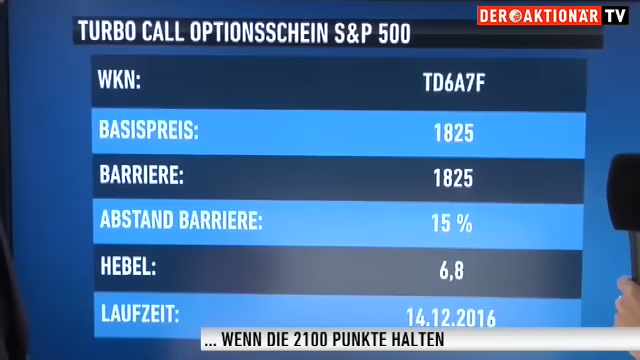 DER AKTIONÄR TV
TURBO CALL OPTIONSSCHEIN S&P 500
WKN: TD6A7F
BASISPREIS: 1825
BARRIERE: 1825
ABSTAND BARRIERE: 15 %
HEBEL: 6,8
LAUFZEIT: 14.12.2016
... WENN DIE 2100 PUNKTE HALTEN